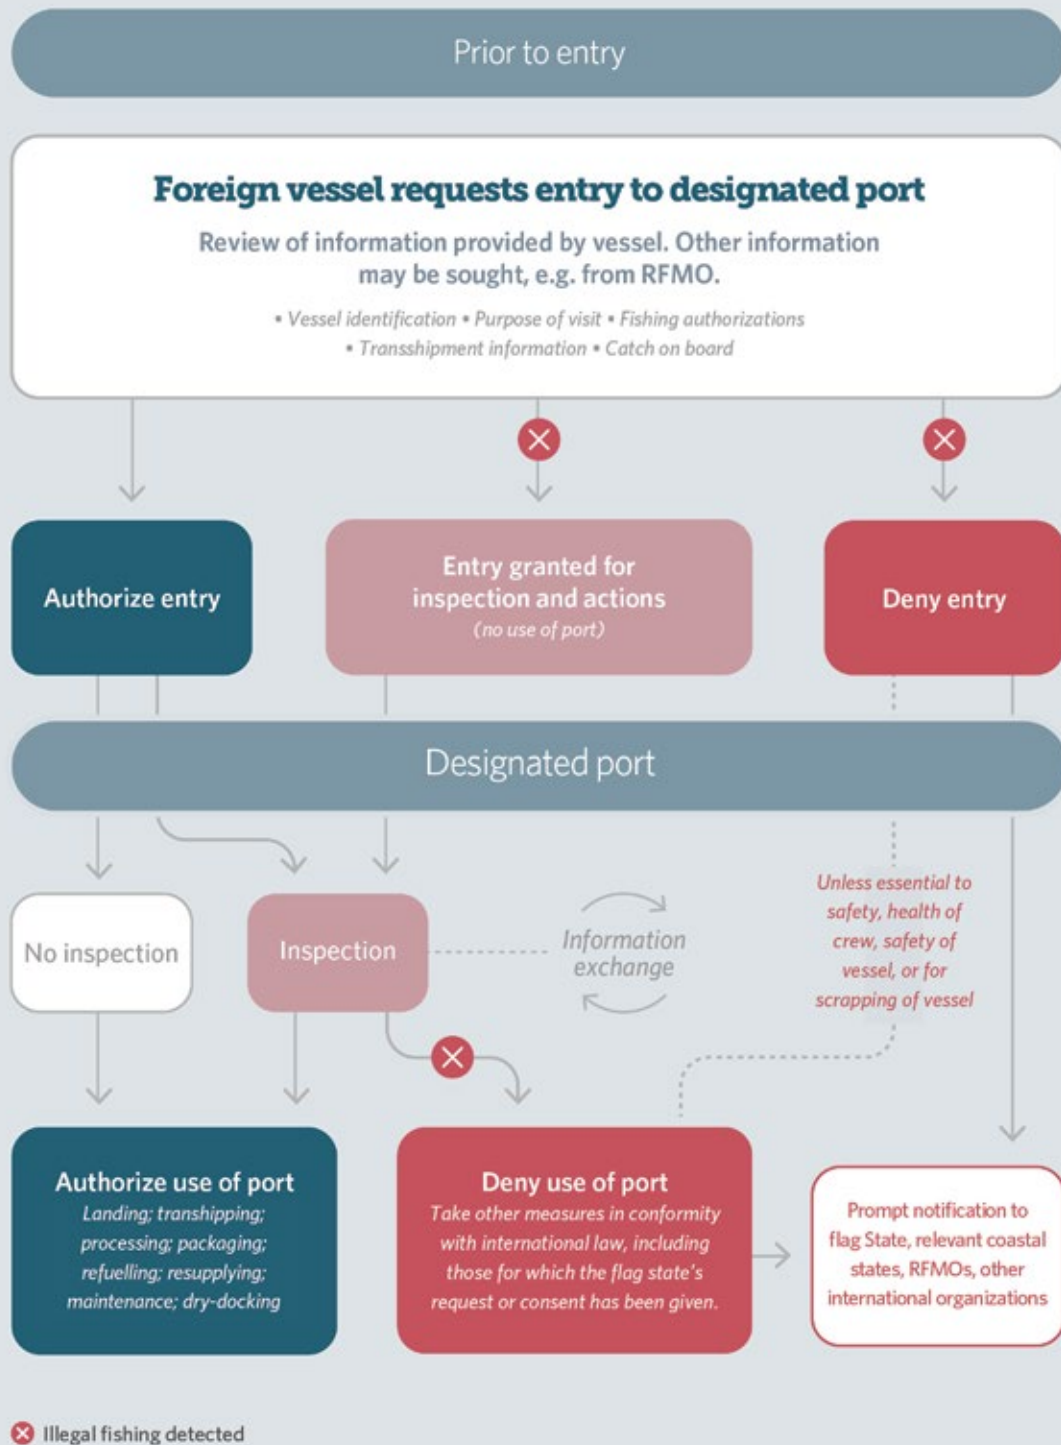 Prior to entry
Foreign vessel requests entry to designated port
Review of information provided by vessel. Other information
may be sought, e.g. from RFMO.
• Vessel identification • Purpose of visit • Fishing authorizations
• Transshipment information • Catch on board
Authorize entry
Entry granted for
inspection and actions
(no use of port)
Deny entry
Designated port
No inspection
Inspection
Information
exchange
Unless essential to
safety, health of
crew, safety of
vessel, or for
scrapping of vessel
Authorize use of port
Landing; transhipping;
processing; packaging;
refuelling; resupplying;
maintenance; dry-docking
Deny use of port
Take other measures in conformity
with international law, including
those for which the flag state's
request or consent has been given.
Prompt notification to
flag State, relevant coastal
states, RFMOs, other
international organizations
Illegal fishing detected